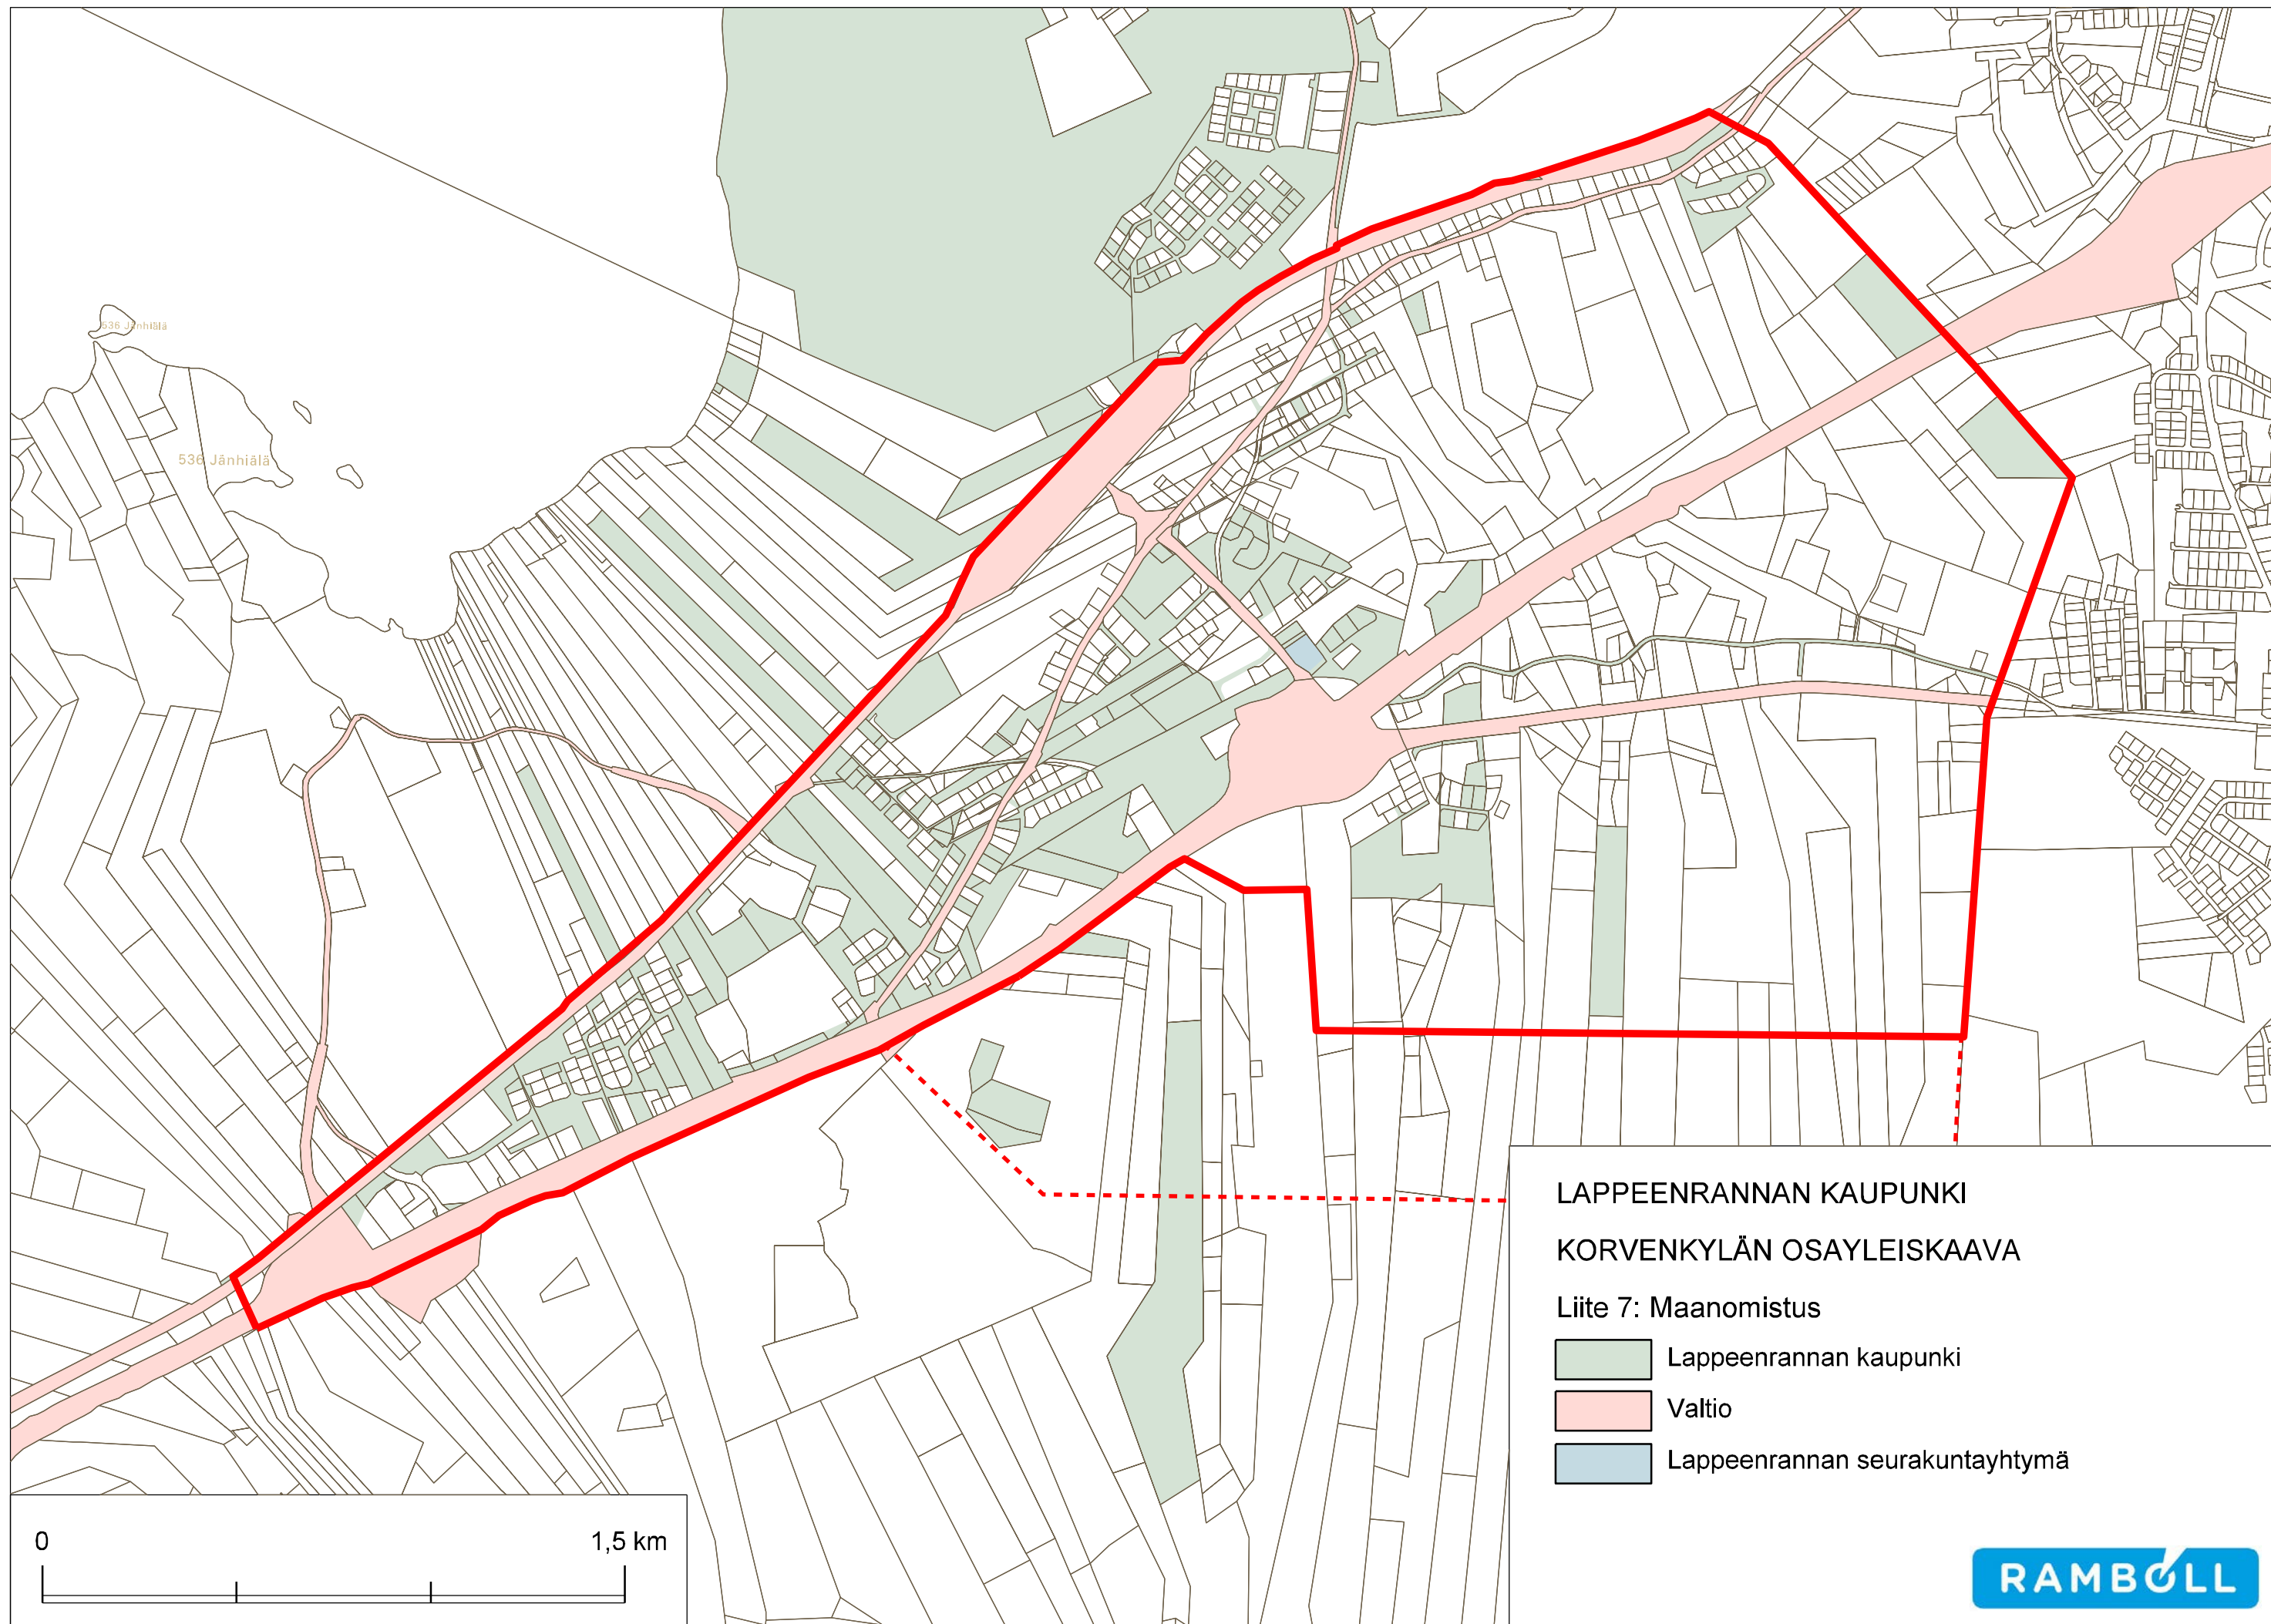 536 Jänhiälä
536 Jänhiälä
LAPPEENRANNAN KAUPUNKI
KORVENKYLÄN OSAYLEISKAAVA
Liite 7: Maanomistus
Lappeenrannan kaupunki
Valtio
Lappeenrannan seurakuntayhtymä
0 1,5 km
RAMBOLL